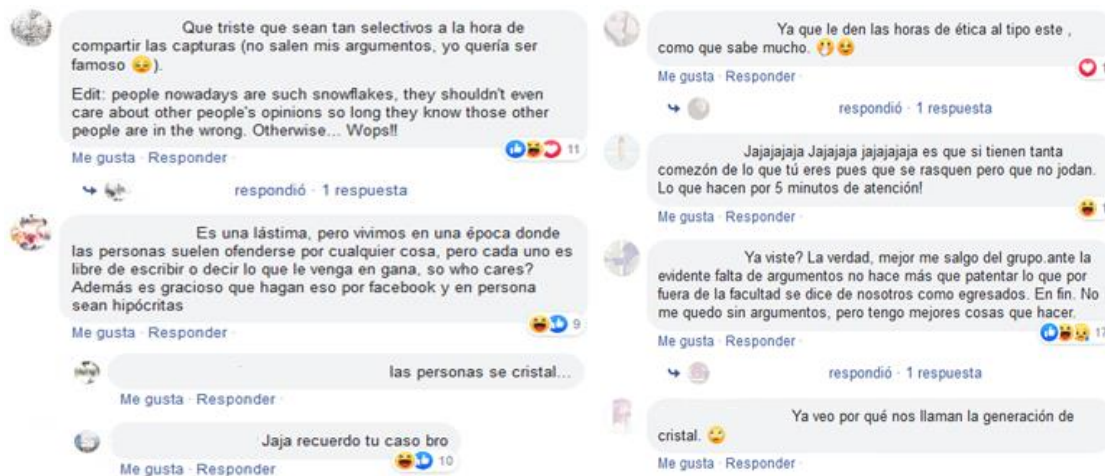 Que triste que sean tan selectivos a la hora de
compartir las capturas (no salen mis argumentos, yo quería ser
famoso 😔).
Edit: people nowadays are such snowflakes, they shouldn't even
care about other people's opinions so long they know those other
people are in the wrong. Otherwise... Wops!!
11
Me gusta · Responder ·
respondió · 1 respuesta
Es una lástima, pero vivimos en una época donde
las personas suelen ofenderse por cualquier cosa, pero cada uno es
libre de escribir o decir lo que le venga en gana, so who cares?
Además es gracioso que hagan eso por facebook y en persona
sean hipócritas
9
Me gusta · Responder ·
las personas se cristal...
Me gusta · Responder ·
Jaja recuerdo tu caso bro
10
Me gusta · Responder
Ya que le den las horas de ética al tipo este ,
como que sabe mucho.
Me gusta · Responder ·
1
respondió · 1 respuesta
Jajajajaja Jajajaja jajajajaja es que si tienen tanta
comezón de lo que tú eres pues que se rasquen pero que no jodan.
Lo que hacen por 5 minutos de atención!
1
Me gusta · Responder ·
Ya viste? La verdad, mejor me salgo del grupo.ante la
evidente falta de argumentos no hace más que patentar lo que por
fuera de la facultad se dice de nosotros como egresados. En fin. No
me quedo sin argumentos, pero tengo mejores cosas que hacer.
17
Me gusta · Responder ·
respondió · 1 respuesta
Ya veo por qué nos llaman la generación de
cristal. 🙄
Me gusta · Responder ·